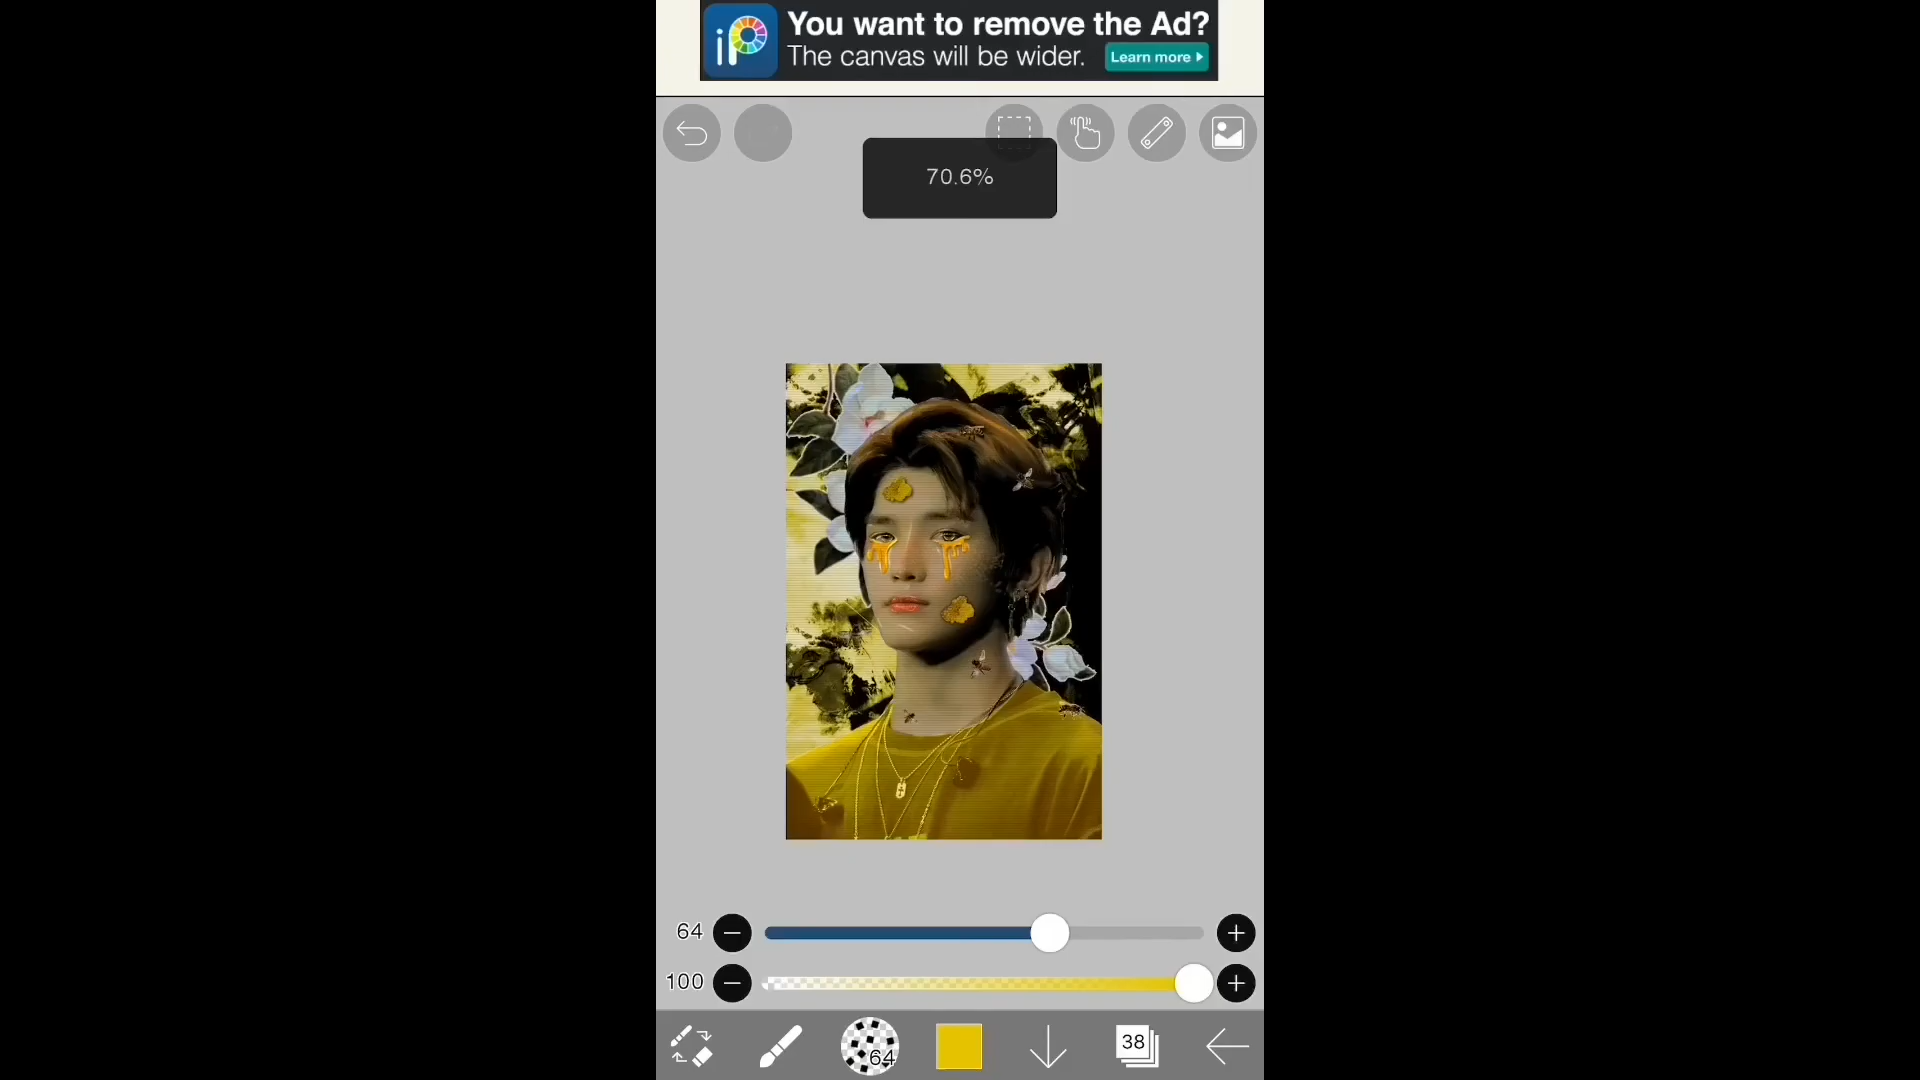 iP
You want to remove the Ad?
The canvas will be wider.
Learn more
70.6%
64
100
64
38